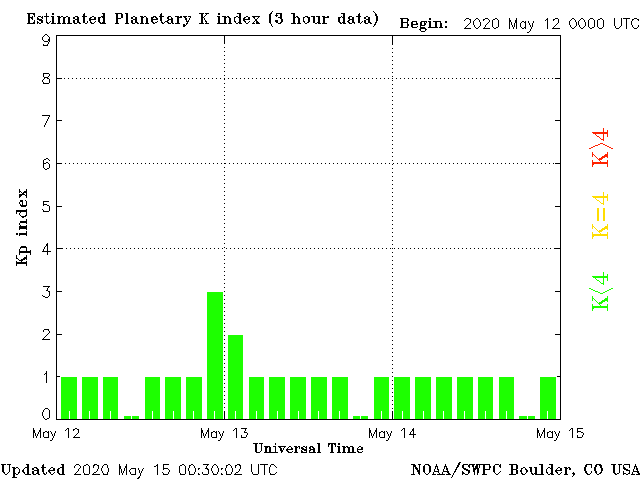 Estimated Planetary K index (3 hour data) Begin: 2020 May 12 0000 UTC
9
8
7
6
5
4
3
2
1
0
Kp index
K>4
K=4
K<4
May 12 May 13 May 14 May 15
Universal Time
Updated 2020 May 15 00:30:02 UTC NOAA/SWPC Boulder, CO USA